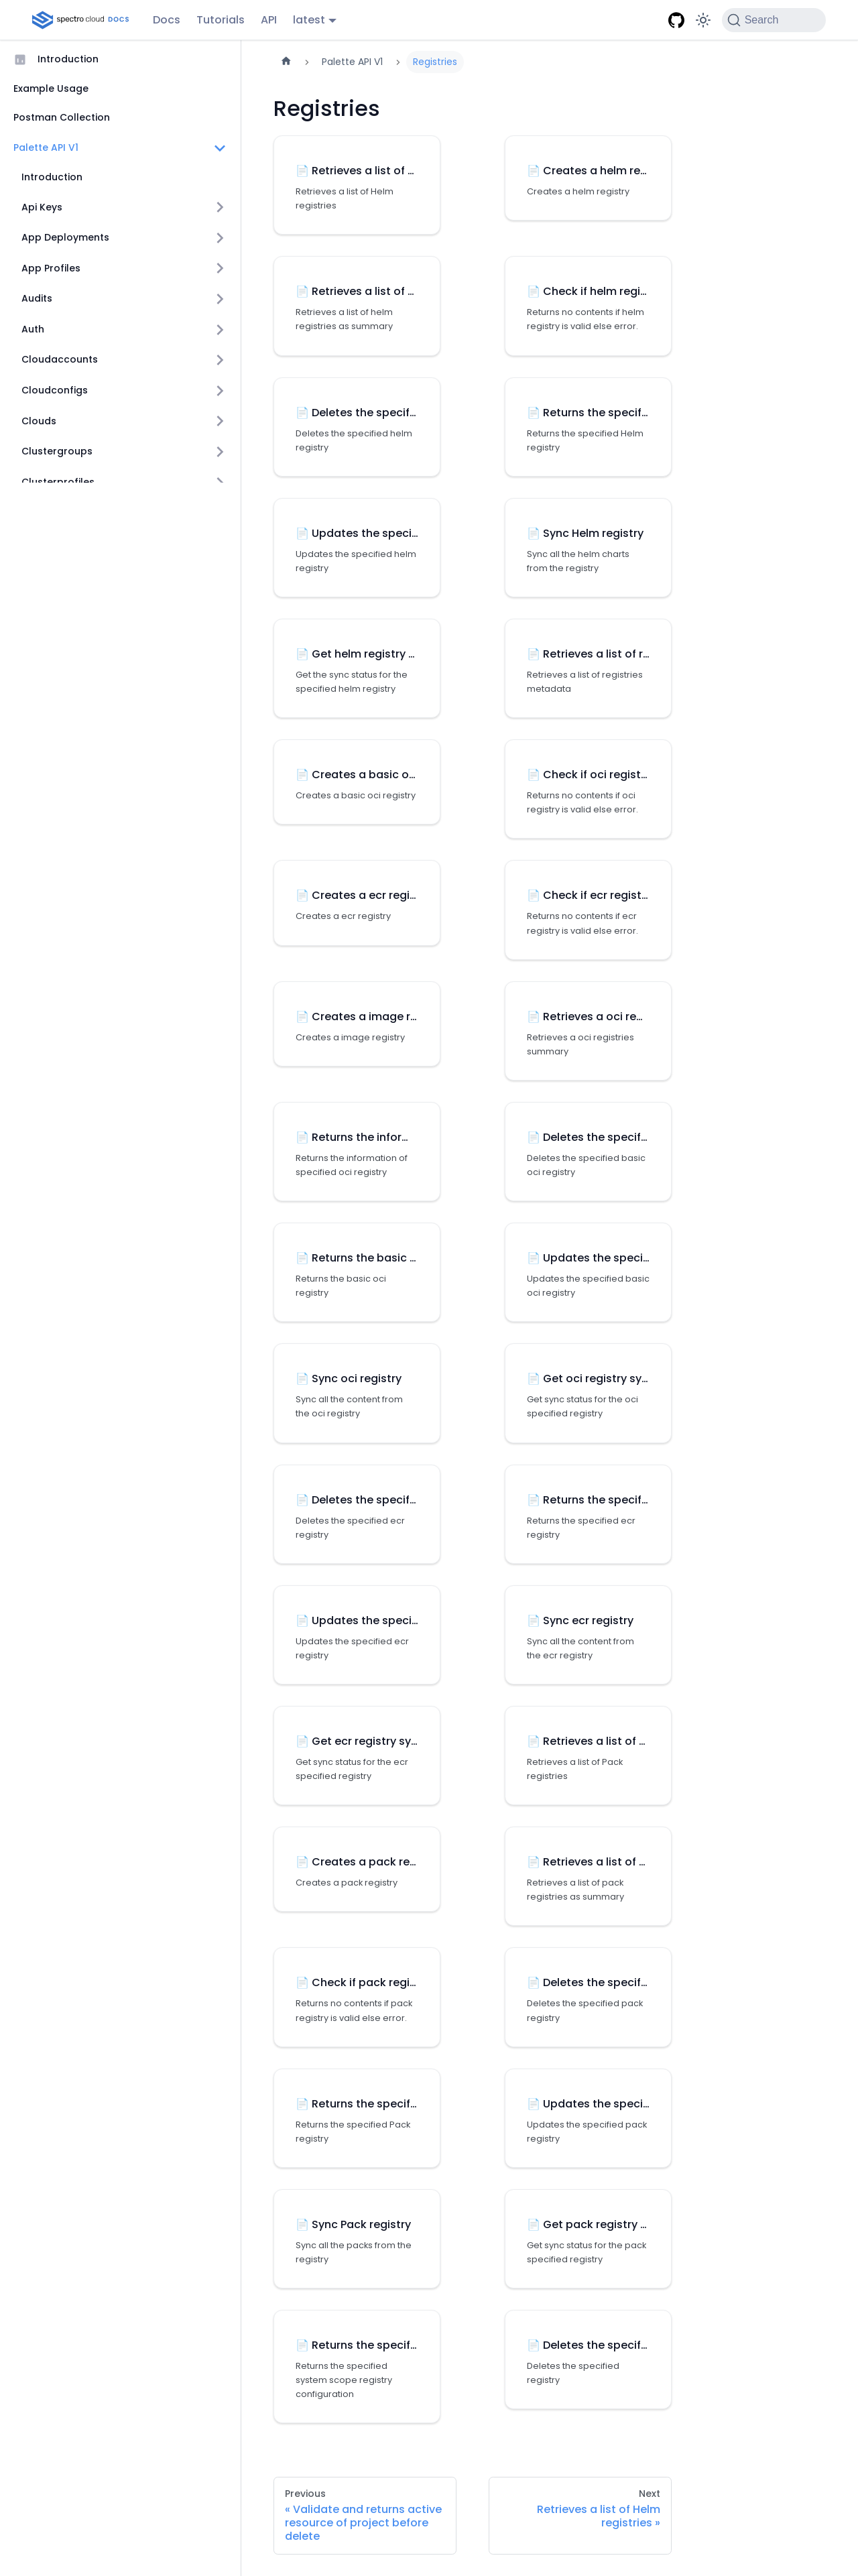 spectro cloud DOCS
Docs
Tutorials
API
latest
Search
Introduction
Example Usage
Postman Collection
Palette API V1
Introduction
Api Keys
App Deployments
App Profiles
Audits
Auth
Cloudaccounts
Cloudconfigs
Clouds
Clustergroups
Clusterprofiles
Palette API V1
Registries
Registries
Retrieves a list of ...
Retrieves a list of Helm
registries
Creates a helm re...
Creates a helm registry
Retrieves a list of ...
Retrieves a list of helm
registries as summary
Check if helm regi...
Returns no contents if helm
registry is valid else error.
Deletes the specif...
Deletes the specified helm
registry
Returns the specif...
Returns the specified Helm
registry
Updates the speci...
Updates the specified helm
registry
Sync Helm registry
Sync all the helm charts
from the registry
Get helm registry ...
Get the sync status for the
specified helm registry
Retrieves a list of r...
Retrieves a list of registries
metadata
Creates a basic o...
Creates a basic oci registry
Check if oci regist...
Returns no contents if oci
registry is valid else error.
Creates a ecr regi...
Creates a ecr registry
Check if ecr regist...
Returns no contents if ecr
registry is valid else error.
Creates a image r...
Creates a image registry
Retrieves a oci re...
Retrieves a oci registries
summary
Returns the infor...
Returns the information of
specified oci registry
Deletes the specif...
Deletes the specified basic
oci registry
Returns the basic ...
Returns the basic oci
registry
Updates the speci...
Updates the specified basic
oci registry
Sync oci registry
Sync all the content from
the oci registry
Get oci registry sy...
Get sync status for the oci
specified registry
Deletes the specif...
Deletes the specified ecr
registry
Returns the specif...
Returns the specified ecr
registry
Updates the speci...
Updates the specified ecr
registry
Sync ecr registry
Sync all the content from
the ecr registry
Get ecr registry sy...
Get sync status for the ecr
specified registry
Retrieves a list of ...
Retrieves a list of Pack
registries
Creates a pack re...
Creates a pack registry
Retrieves a list of ...
Retrieves a list of pack
registries as summary
Check if pack regi...
Returns no contents if pack
registry is valid else error.
Deletes the specif...
Deletes the specified pack
registry
Returns the specif...
Returns the specified Pack
registry
Updates the speci...
Updates the specified pack
registry
Sync Pack registry
Sync all the packs from the
registry
Get pack registry ...
Get sync status for the pack
specified registry
Returns the specif...
Returns the specified
system scope registry
configuration
Deletes the specif...
Deletes the specified
registry
Previous
« Validate and returns active
resource of project before
delete
Next
Retrieves a list of Helm
registries »